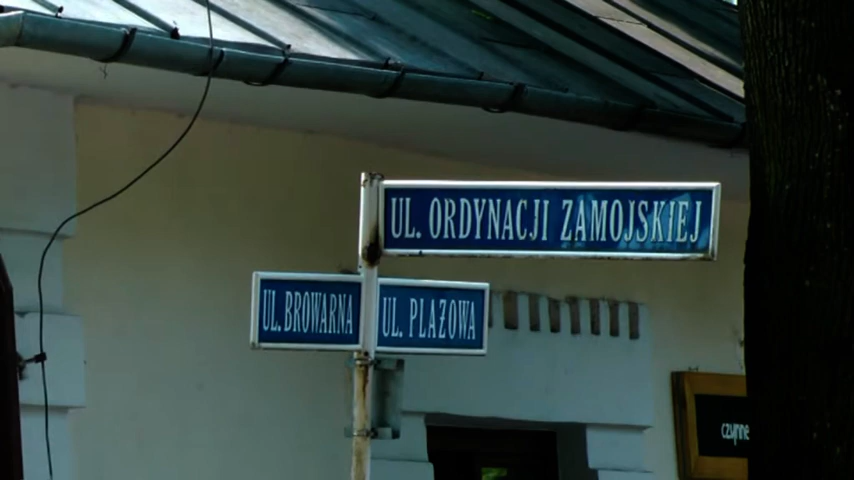 UL. ORDYNACJI ZAMOJSKIEJ
UL. BROWARNA
UL. PLAŻOWA
czynne